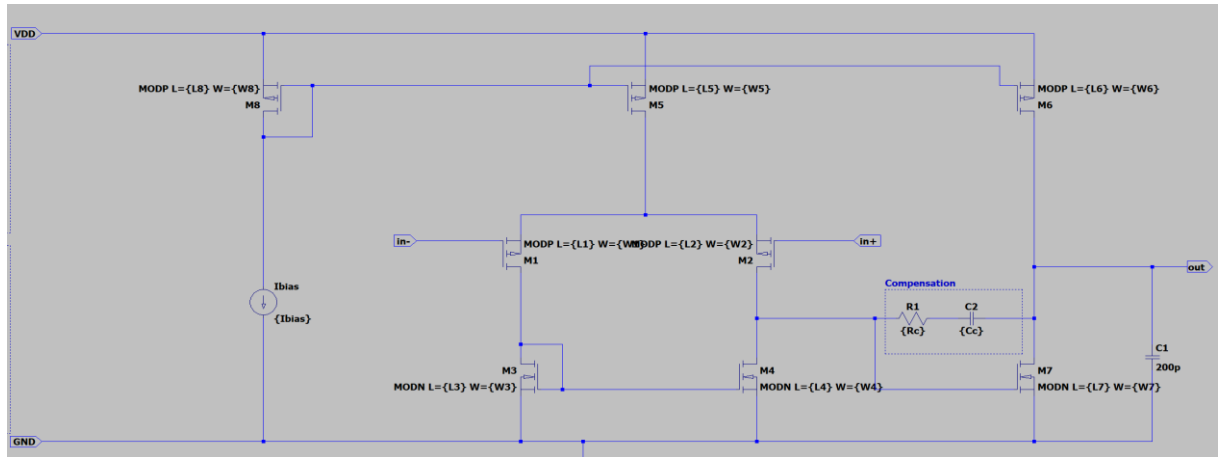 VDD
MODP L={L8} W={W8}
M8
MODP L={L5} W={W5}
M5
MODP L={L6} W={W6}
M6
in-
MODP L={L1} W={W1}
M1
MODP L={L2} W={W2}
M2
in+
Ibias
{Ibias}
Compensation
R1
{Rc}
C2
{Cc}
out
C1
200p
M3
MODN L={L3} W={W3}
M4
MODN L={L4} W={W4}
M7
MODN L={L7} W={W7}
GND